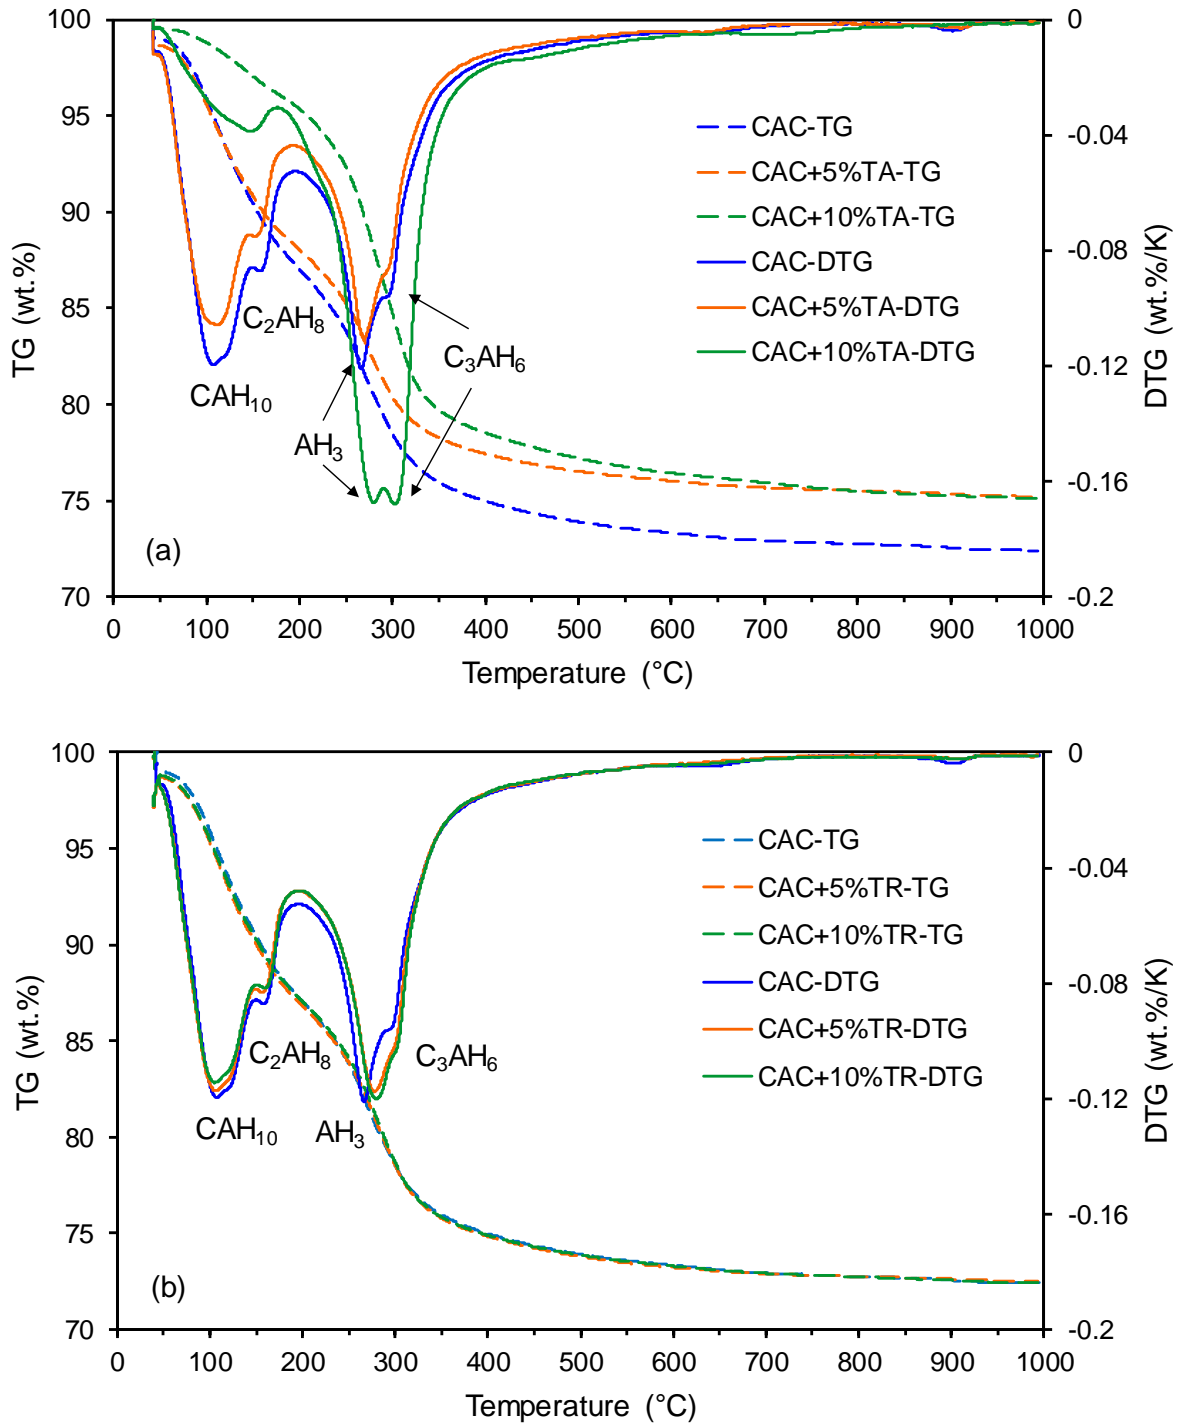 100
95
90
85
80
75
70
TG (wt.%)
0
-0.04
-0.08
-0.12
-0.16
-0.2
DTG (wt.%/K)
CAC-TG
CAC+5%TA-TG
CAC+10%TA-TG
CAC-DTG
CAC+5%TA-DTG
CAC+10%TA-DTG
C₂AH₈
CAH₁₀
C₃AH₆
AH₃
(a)
0 100 200 300 400 500 600 700 800 900 1000
Temperature (°C)
100
95
90
85
80
75
70
TG (wt.%)
0
-0.04
-0.08
-0.12
-0.16
-0.2
DTG (wt.%/K)
CAC-TG
CAC+5%TR-TG
CAC+10%TR-TG
CAC-DTG
CAC+5%TR-DTG
CAC+10%TR-DTG
C₂AH₈
C₃AH₆
CAH₁₀
AH₃
(b)
0 100 200 300 400 500 600 700 800 900 1000
Temperature (°C)